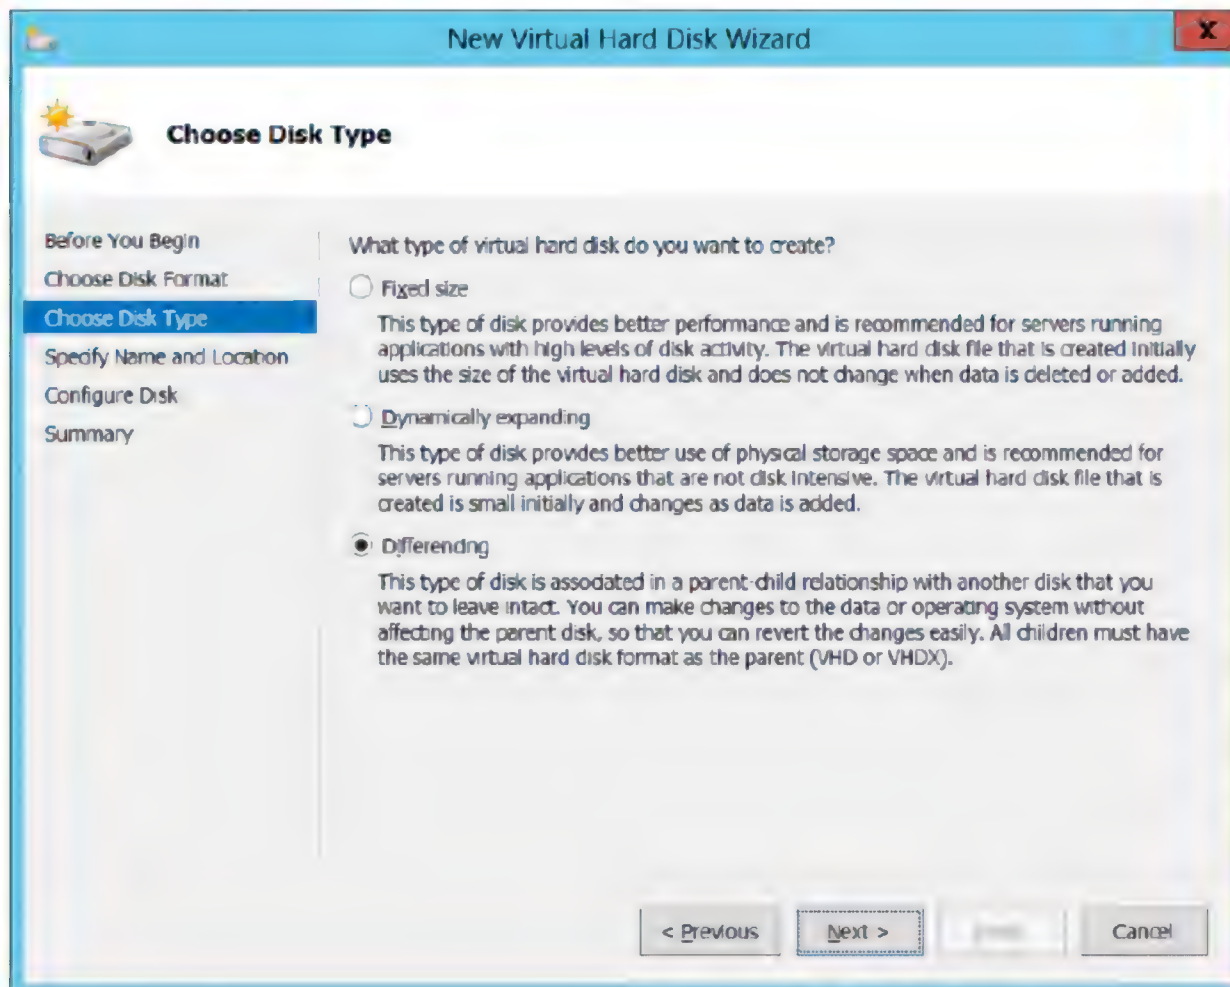 New Virtual Hard Disk Wizard
X
Choose Disk Type
Before You Begin
Choose Disk Format
Choose Disk Type
Specify Name and Location
Configure Disk
Summary
What type of virtual hard disk do you want to create?
Fixed size
This type of disk provides better performance and is recommended for servers running
applications with high levels of disk activity. The virtual hard disk file that is created initially
uses the size of the virtual hard disk and does not change when data is deleted or added.
Dynamically expanding
This type of disk provides better use of physical storage space and is recommended for
servers running applications that are not disk intensive. The virtual hard disk file that is
created is small initially and changes as data is added.
Differencing
This type of disk is associated in a parent-child relationship with another disk that you
want to leave intact. You can make changes to the data or operating system without
affecting the parent disk, so that you can revert the changes easily. All children must have
the same virtual hard disk format as the parent (VHD or VHDX).
< Previous
Next >
Cancel